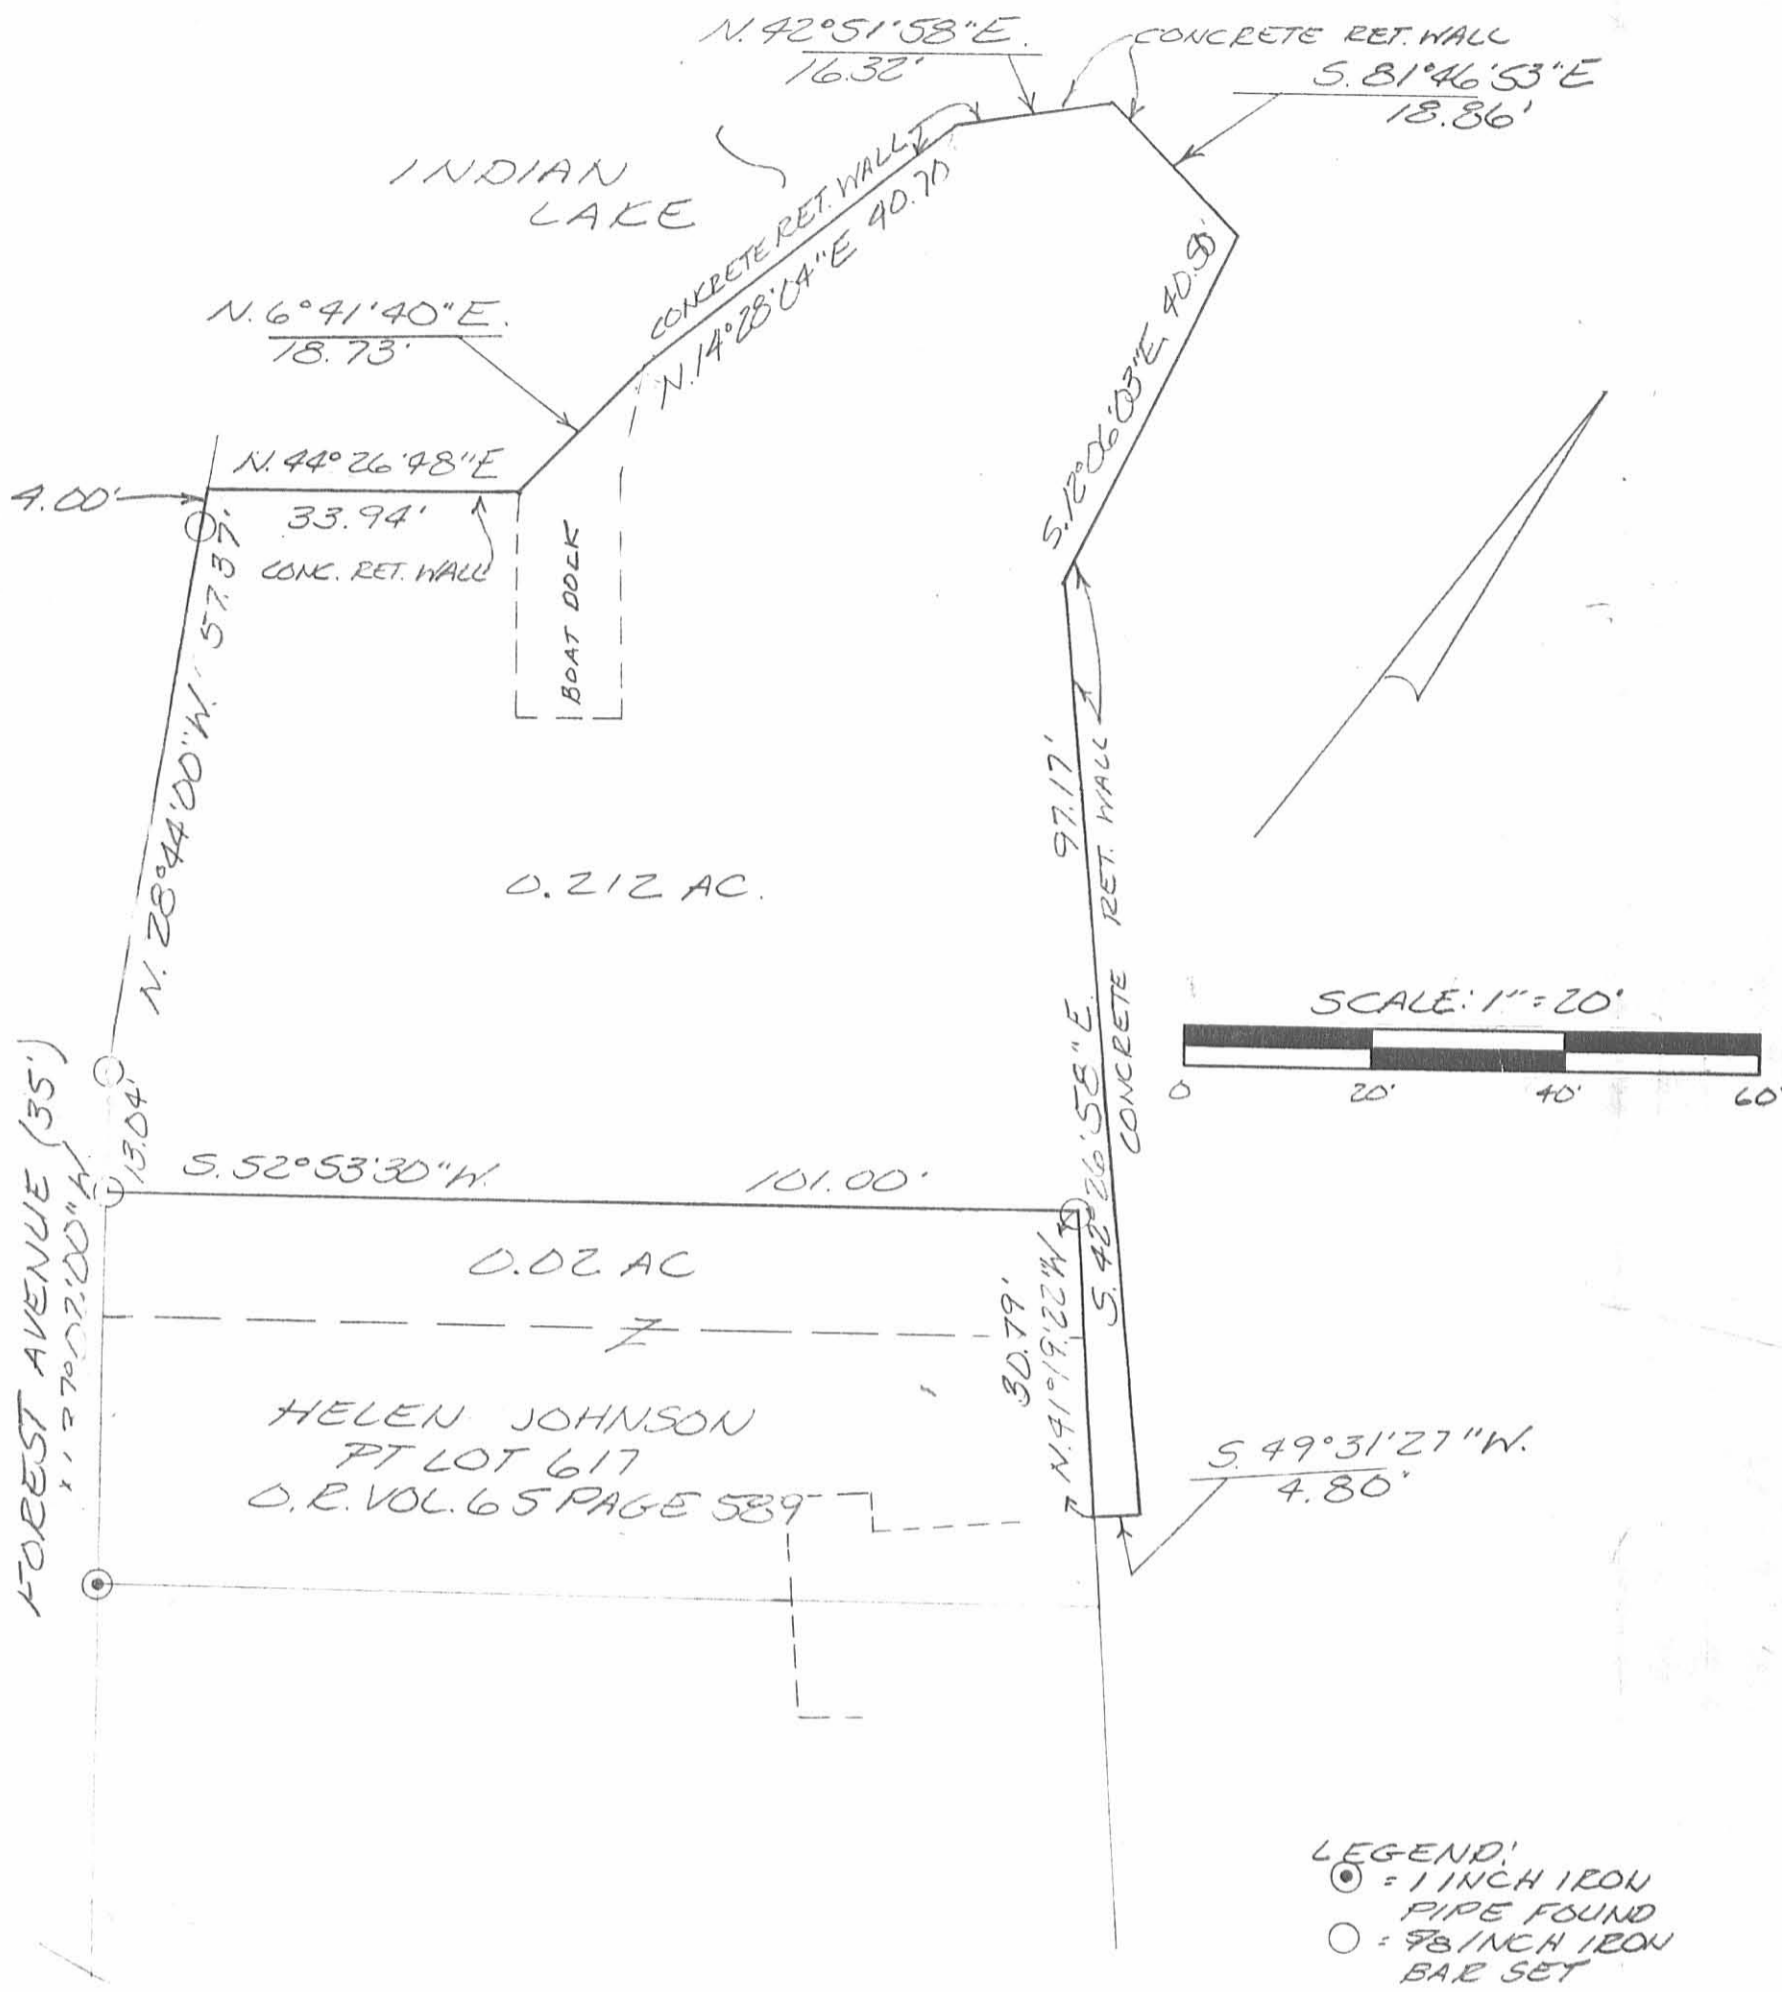 N. 42°51'58"E.
16.32'
CONCRETE RET. WALL
S. 81°46'53"E
18.86'
INDIAN
LAKE
CONCRETE RET. WALL
N. 14°28'04"E 40.70
N. 6°41'40"E.
18.73'
N. 44°26'48"E
4.00'
33.94'
CONC. RET. WALL
BOAT DOCK
S. 12°06'03"E. 40.50'
N. 28°44'00"W. 57.37'
97.17'
S. 42°26'58"E.
CONCRETE RET. WALL
0.212 AC.
SCALE: 1"=20'
0 20' 40' 60'
FOREST AVENUE (35')
13.04'
S. 52°53'30"W. 101.00'
0.02 AC
Z
30.79'
N. 41°19'22"W.
HELEN JOHNSON
PT LOT 617
O.R. VOL. 65 PAGE 589
S. 49°31'27"W.
4.80'
LEGEND:
= 1 INCH IRON
PIPE FOUND
= 5/8 INCH IRON
BAR SET